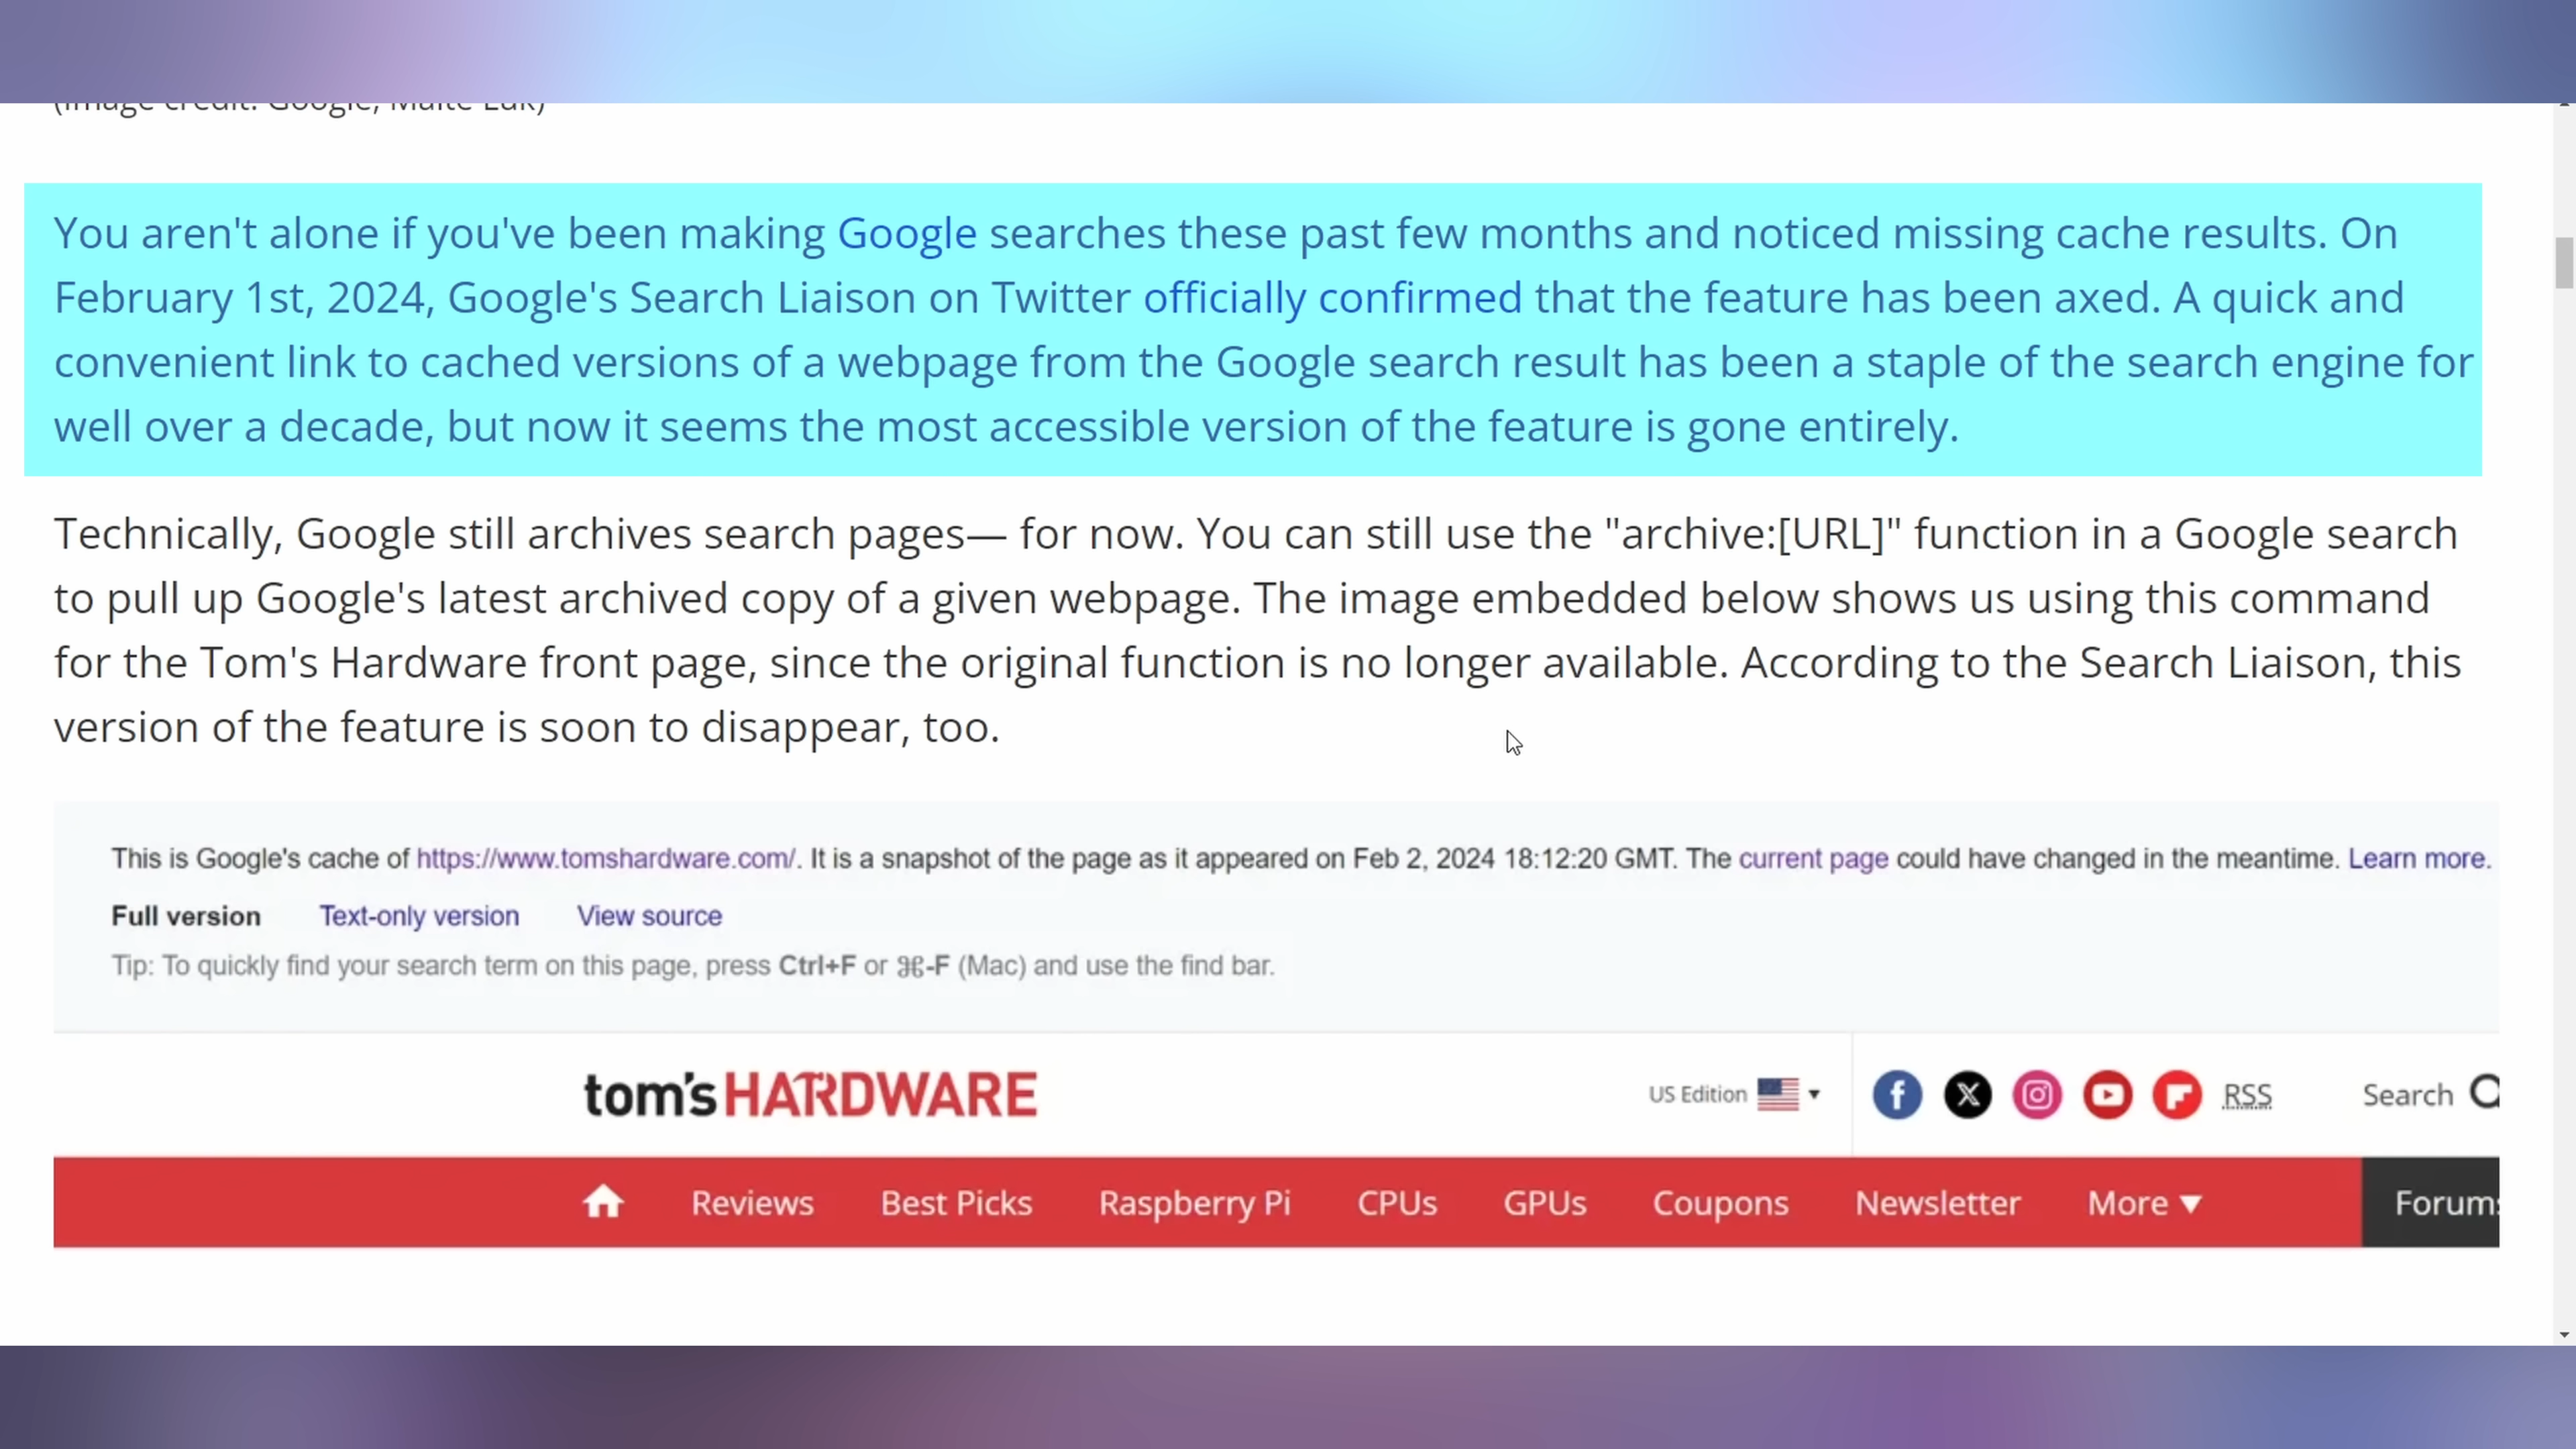 You aren't alone if you've been making Google searches these past few months and noticed missing cache results. On
February 1st, 2024, Google's Search Liaison on Twitter officially confirmed that the feature has been axed. A quick and
convenient link to cached versions of a webpage from the Google search result has been a staple of the search engine for
well over a decade, but now it seems the most accessible version of the feature is gone entirely.
Technically, Google still archives search pages— for now. You can still use the "archive:[URL]" function in a Google search
to pull up Google's latest archived copy of a given webpage. The image embedded below shows us using this command
for the Tom's Hardware front page, since the original function is no longer available. According to the Search Liaison, this
version of the feature is soon to disappear, too.
This is Google's cache of https://www.tomshardware.com/. It is a snapshot of the page as it appeared on Feb 2, 2024 18:12:20 GMT. The current page could have changed in the meantime. Learn more.
Full version Text-only version View source
Tip: To quickly find your search term on this page, press Ctrl+F or ⌘-F (Mac) and use the find bar.
tom's HARDWARE US Edition RSS Search
Reviews Best Picks Raspberry Pi CPUs GPUs Coupons Newsletter More Forum